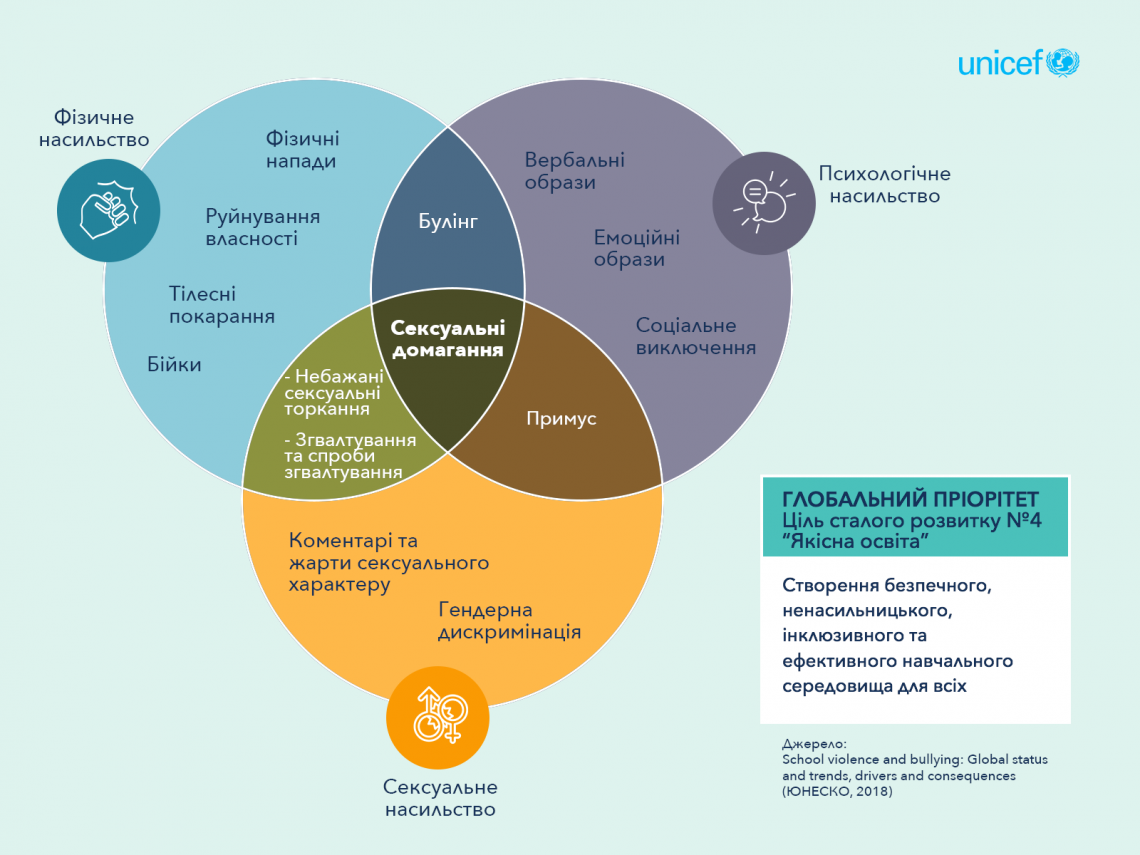 unicef
Фізичне
насильство
Фізичні
напади
Руйнування
власності
Тілесні
покарання
Бійки
Булінг
Вербальні
образи
Емоційні
образи
Соціальне
виключення
Психологічне
насильство
Сексуальні
домагання
- Небажані
сексуальні
торкання
- Згвалтування
та спроби
згвалтування
Примус
Коментарі та
жарти сексуального
характеру
Гендерна
дискримінація
Сексуальне
насильство
ГЛОБАЛЬНИЙ ПРІОРІТЕТ
Ціль сталого розвитку №4
“Якісна освіта”
Створення безпечного,
ненасильницького,
інклюзивного та
ефективного навчального
середовища для всіх
Джерело:
School violence and bullying: Global status
and trends, drivers and consequences
(ЮНЕСКО, 2018)